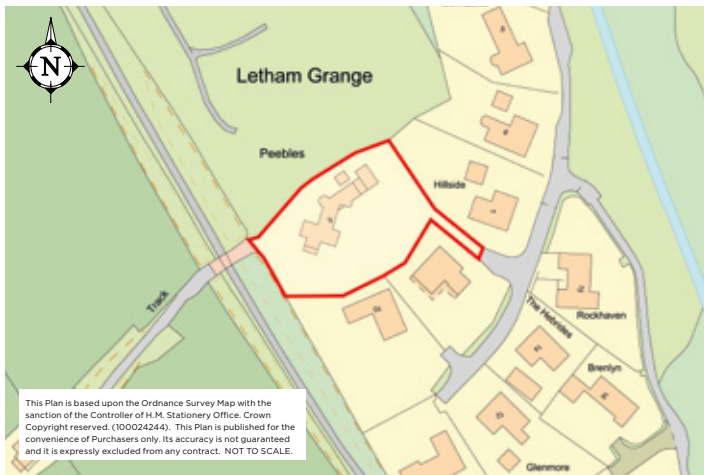 N
Letham Grange
Peebles
Hillside
Track
The Hebrides
Rockhaven
Brenlyn
Glenmore
This Plan is based upon the Ordnance Survey Map with the
sanction of the Controller of H.M. Stationery Office. Crown
Copyright reserved. (100024244). This Plan is published for the
convenience of Purchasers only. Its accuracy is not guaranteed
and it is expressly excluded from any contract. NOT TO SCALE.